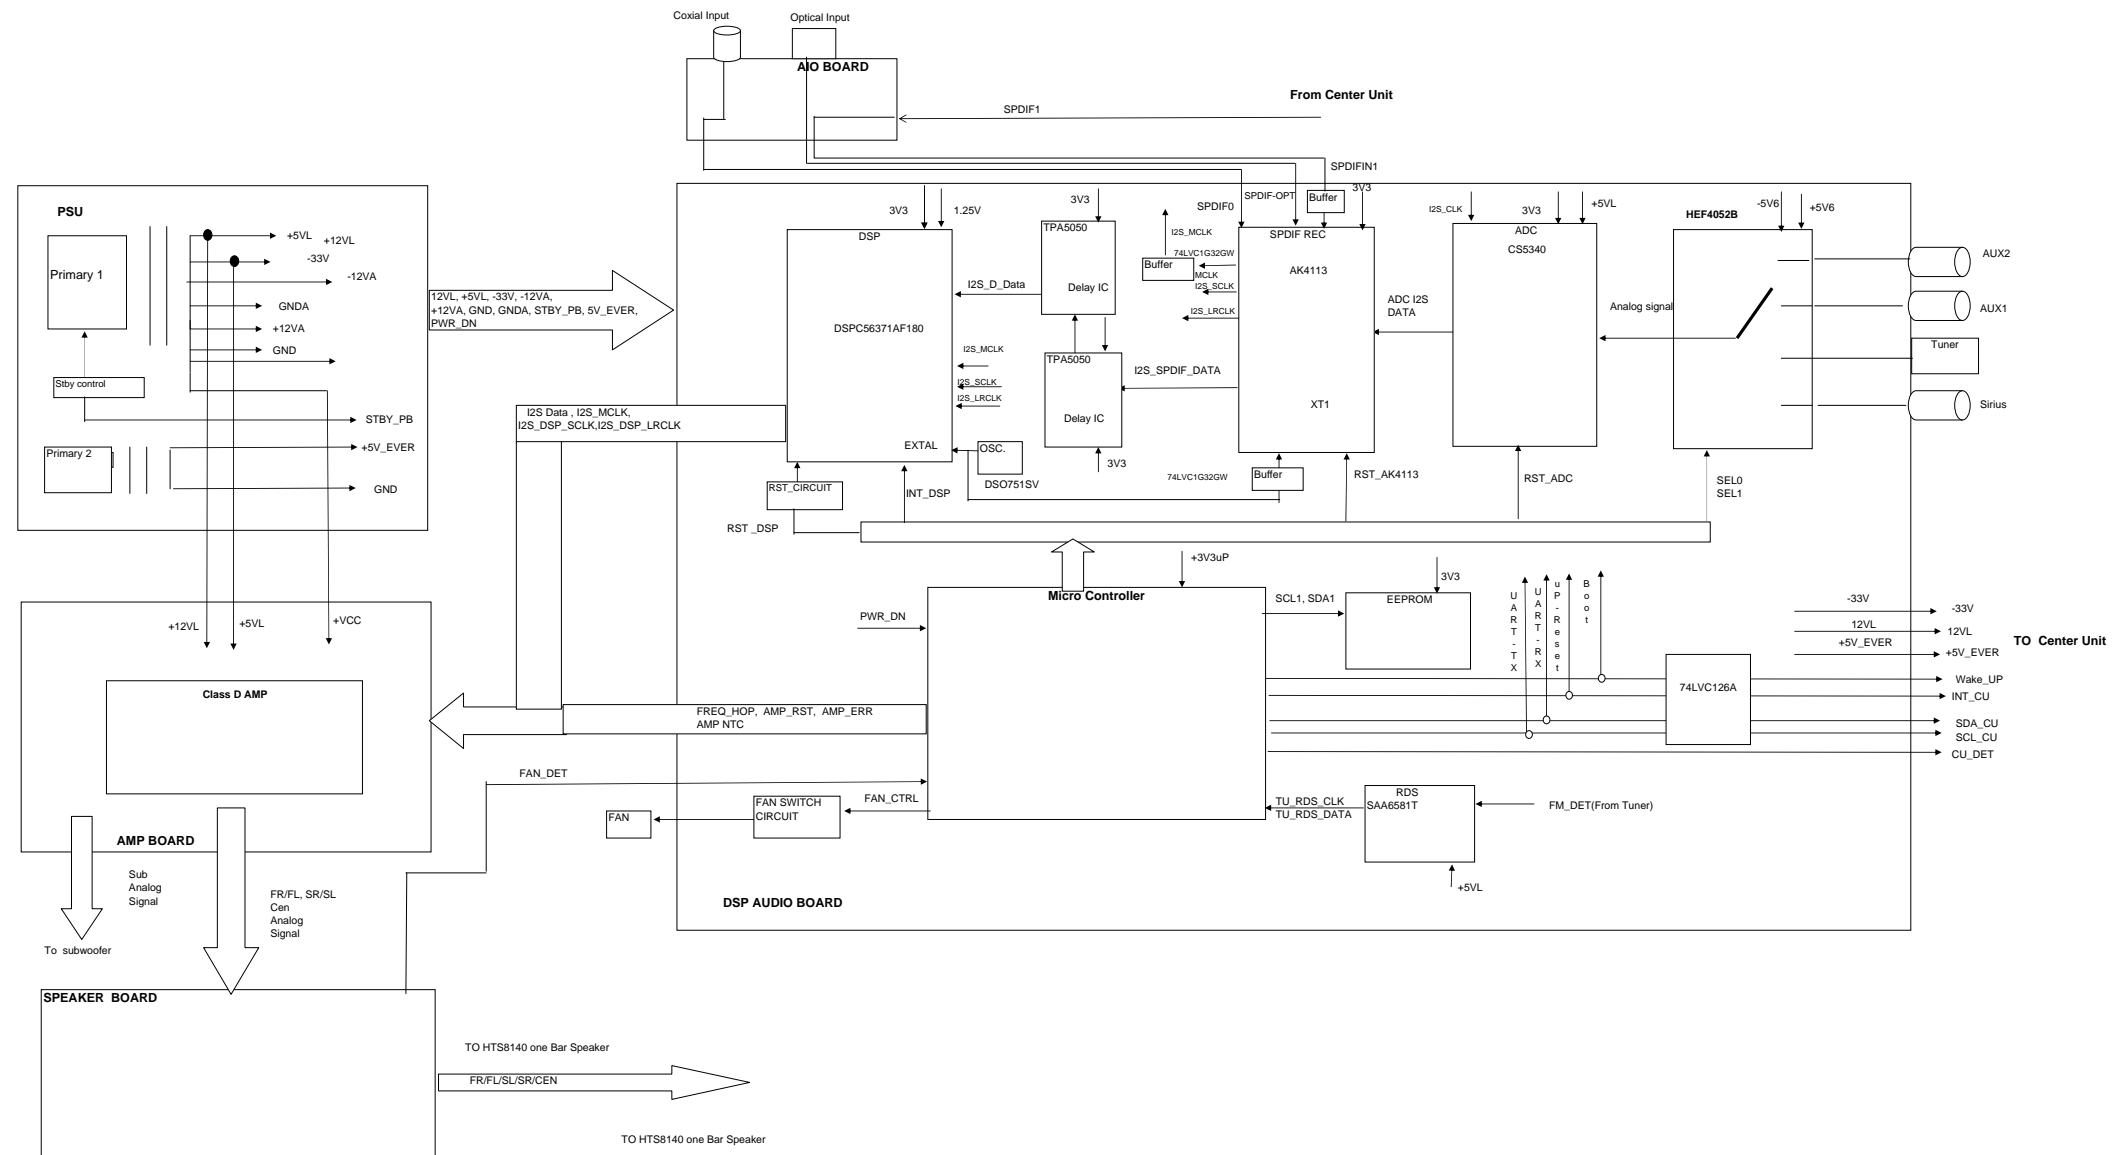 Coxial Input
Optical Input
AIO BOARD
From Center Unit
SPDIF1
SPDIFIN1
PSU
Primary 1
+5VL
+12VL
-33V
-12VA
GNDA
+12VA
GND
Stby control
STBY_PB
Primary 2
+5V_EVER
GND
12VL, +5VL, -33V, -12VA,
+12VA, GND, GNDA, STBY_PB, 5V_EVER,
PWR_DN
3V3
1.25V
DSP
DSPC56371AF180
EXTAL
I2S_D_Data
I2S_MCLK
I2S_SCLK
I2S_LRCLK
OSC.
DSO751SV
RST_CIRCUIT
INT_DSP
RST _DSP
I2S Data , I2S_MCLK,
I2S_DSP_SCLK,I2S_DSP_LRCLK
3V3
TPA5050
Delay IC
TPA5050
Delay IC
3V3
SPDIF0
SPDIF-OPT
Buffer
3V3
I2S_MCLK
74LVC1G32GW
Buffer
MCLK
I2S_SCLK
I2S_LRCLK
SPDIF REC
AK4113
XT1
I2S_SPDIF_DATA
74LVC1G32GW
Buffer
RST_AK4113
ADC I2S
DATA
I2S_CLK
3V3
+5VL
ADC
CS5340
RST_ADC
Analog signal
HEF4052B
-5V6
+5V6
SEL0
SEL1
AUX2
AUX1
Tuner
Sirius
+3V3uP
Micro Controller
PWR_DN
SCL1, SDA1
3V3
EEPROM
UART-TX
UART-RX
uP-Reset
Boot
74LVC126A
-33V
-33V
12VL
12VL
+5V_EVER
+5V_EVER
TO Center Unit
Wake_UP
INT_CU
SDA_CU
SCL_CU
CU_DET
RDS
SAA6581T
TU_RDS_CLK
TU_RDS_DATA
FM_DET(From Tuner)
+5VL
+12VL
+5VL
+VCC
Class D AMP
AMP BOARD
FREQ_HOP, AMP_RST, AMP_ERR
AMP NTC
FAN_DET
FAN_CTRL
FAN SWITCH
CIRCUIT
FAN
DSP AUDIO BOARD
Sub
Analog
Signal
To subwoofer
FR/FL, SR/SL
Cen
Analog
Signal
SPEAKER BOARD
TO HTS8140 one Bar Speaker
FR/FL/SL/SR/CEN
TO HTS8140 one Bar Speaker